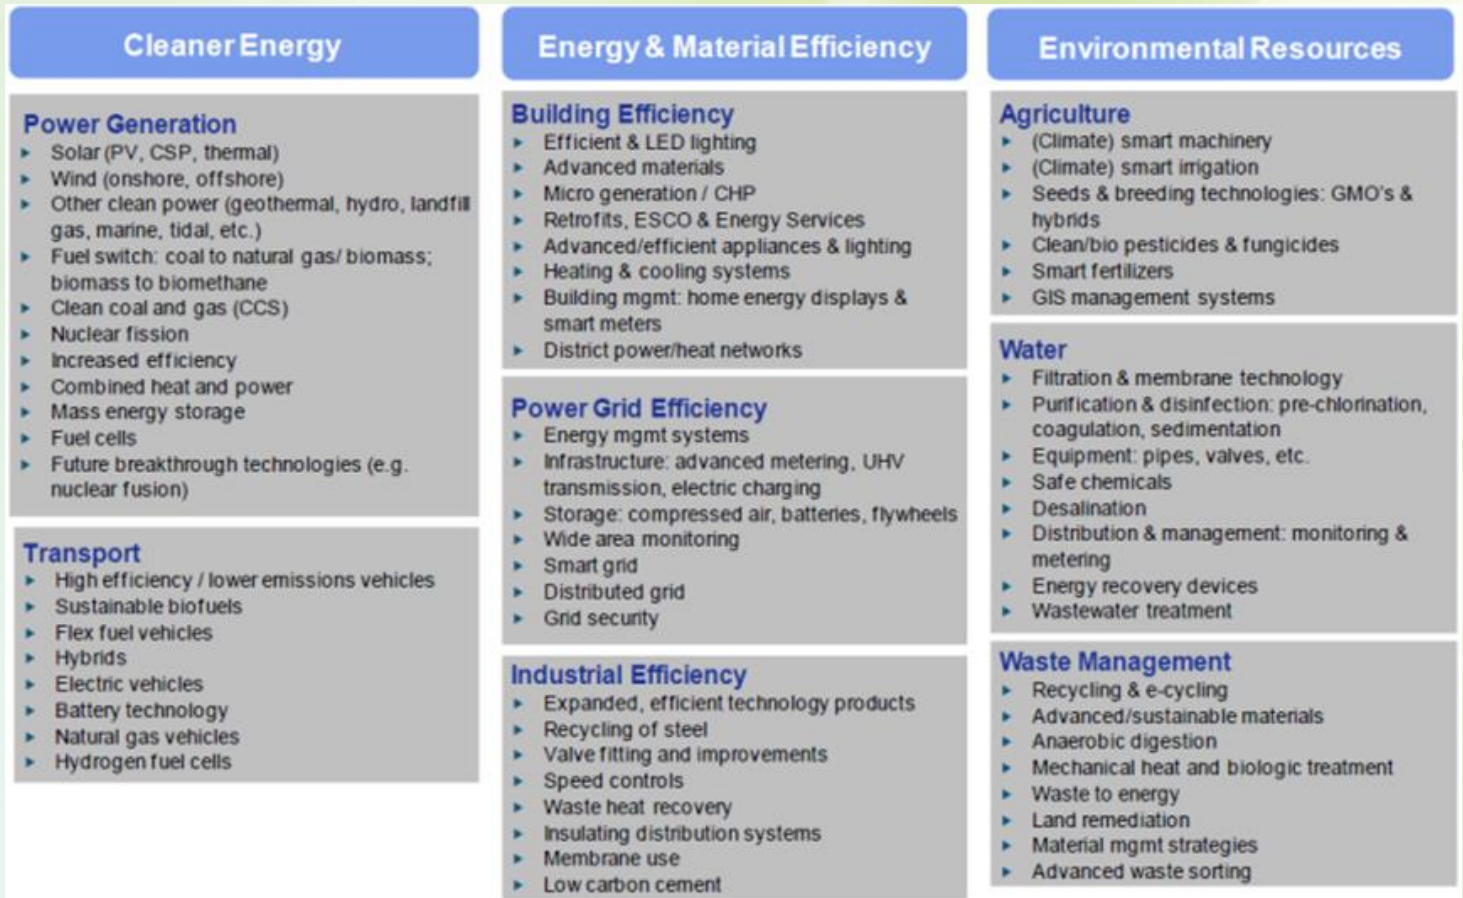 Cleaner Energy
Power Generation
Solar (PV, CSP, thermal)
Wind (onshore, offshore)
Other clean power (geothermal, hydro, landfill
gas, marine, tidal, etc.)
Fuel switch: coal to natural gas/ biomass;
biomass to biomethane
Clean coal and gas (CCS)
Nuclear fission
Increased efficiency
Combined heat and power
Mass energy storage
Fuel cells
Future breakthrough technologies (e.g.
nuclear fusion)
Transport
High efficiency / lower emissions vehicles
Sustainable biofuels
Flex fuel vehicles
Hybrids
Electric vehicles
Battery technology
Natural gas vehicles
Hydrogen fuel cells
Energy & Material Efficiency
Building Efficiency
Efficient & LED lighting
Advanced materials
Micro generation / CHP
Retrofits, ESCO & Energy Services
Advanced/efficient appliances & lighting
Heating & cooling systems
Building mgmt: home energy displays &
smart meters
District power/heat networks
Power Grid Efficiency
Energy mgmt systems
Infrastructure: advanced metering, UHV
transmission, electric charging
Storage: compressed air, batteries, flywheels
Wide area monitoring
Smart grid
Distributed grid
Grid security
Industrial Efficiency
Expanded, efficient technology products
Recycling of steel
Valve fitting and improvements
Speed controls
Waste heat recovery
Insulating distribution systems
Membrane use
Low carbon cement
Environmental Resources
Agriculture
(Climate) smart machinery
(Climate) smart irrigation
Seeds & breeding technologies: GMO's &
hybrids
Clean/bio pesticides & fungicides
Smart fertilizers
GIS management systems
Water
Filtration & membrane technology
Purification & disinfection: pre-chlorination,
coagulation, sedimentation
Equipment: pipes, valves, etc.
Safe chemicals
Desalination
Distribution & management: monitoring &
metering
Energy recovery devices
Wastewater treatment
Waste Management
Recycling & e-cycling
Advanced/sustainable materials
Anaerobic digestion
Mechanical heat and biologic treatment
Waste to energy
Land remediation
Material mgmt strategies
Advanced waste sorting